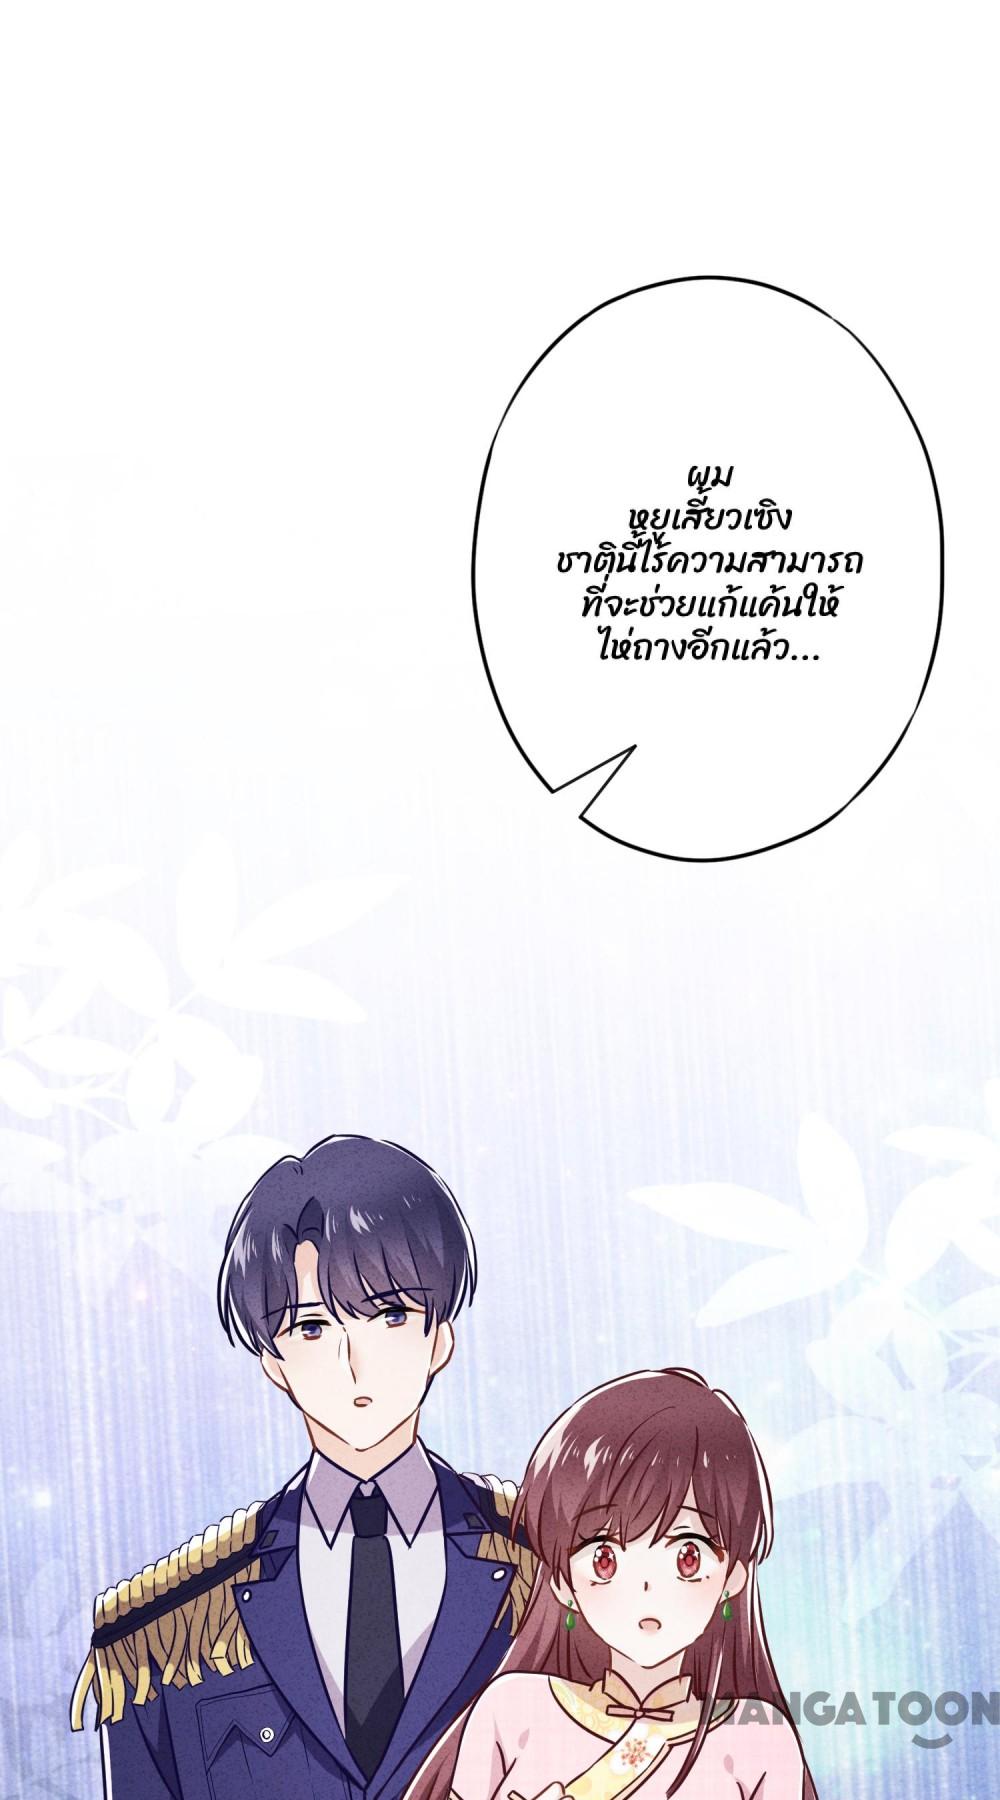 ผม
หยูเสี้ยวเซิง
ชาตินี้ไร้ความสามารถ
ที่จะช่วยแก้แค้นให้
ไห่ถางอีกแล้ว...
MANGA TOON